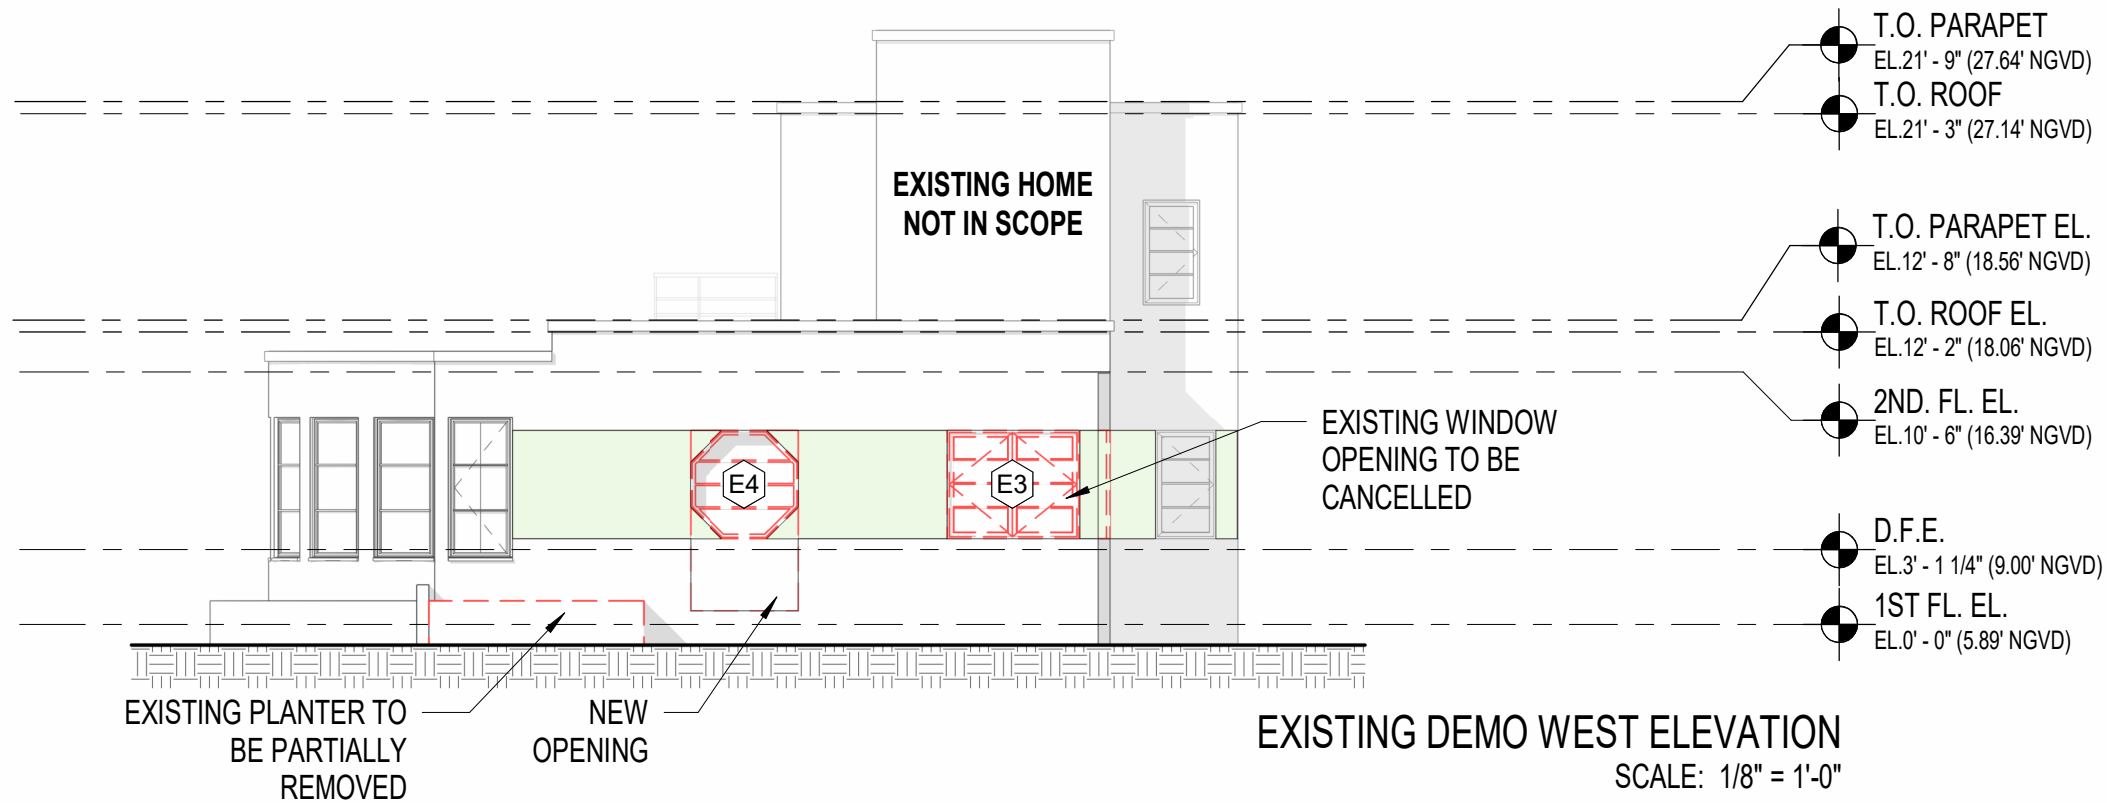 T.O. PARAPET
EL.21' - 9" (27.64' NGVD)
T.O. ROOF
EL.21' - 3" (27.14' NGVD)
EXISTING HOME
NOT IN SCOPE
T.O. PARAPET EL.
EL.12' - 8" (18.56' NGVD)
T.O. ROOF EL.
EL.12' - 2" (18.06' NGVD)
2ND. FL. EL.
EL.10' - 6" (16.39' NGVD)
EXISTING WINDOW
OPENING TO BE
CANCELLED
E4
E3
D.F.E.
EL.3' - 1 1/4" (9.00' NGVD)
1ST FL. EL.
EL.0' - 0" (5.89' NGVD)
EXISTING PLANTER TO
BE PARTIALLY
REMOVED
NEW
OPENING
EXISTING DEMO WEST ELEVATION
SCALE: 1/8" = 1'-0"